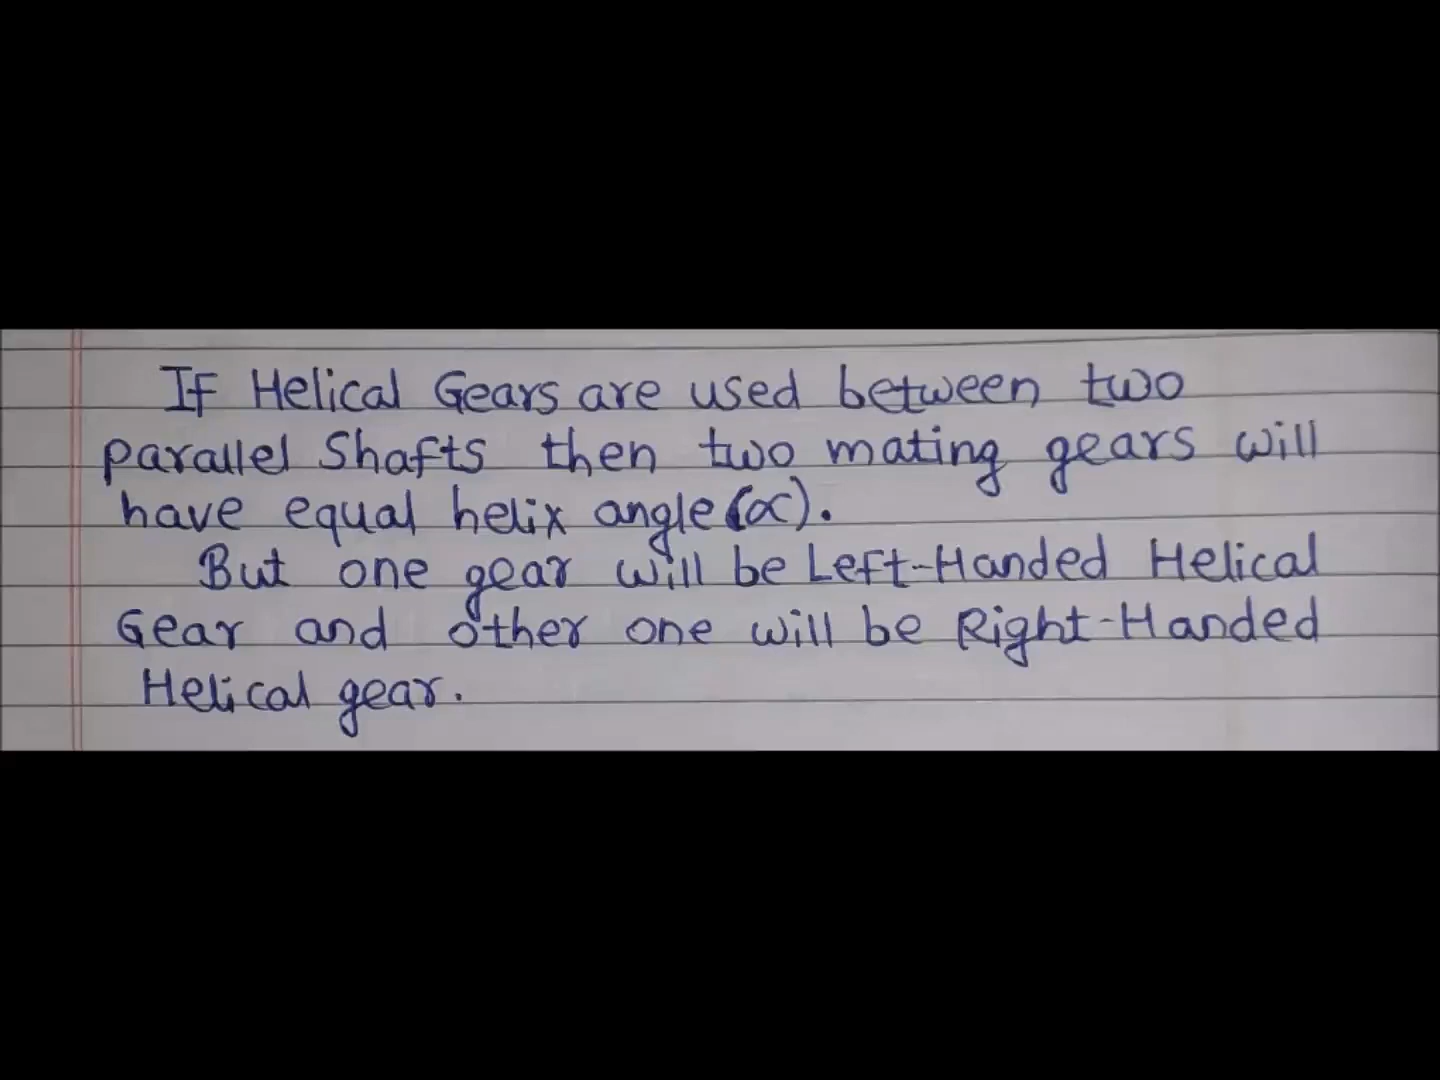 If Helical Gears are used between two
parallel Shafts then two mating gears will
have equal helix angle (α).
But one gear will be Left-Handed Helical
Gear and other one will be Right-Handed
Helical gear.